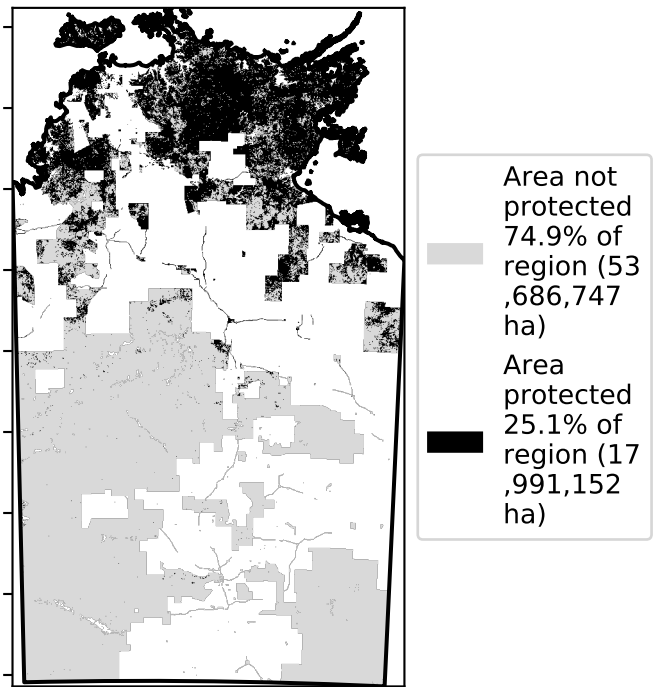 Area not
protected
74.9% of
region (53
,686,747
ha)
Area
protected
25.1% of
region (17
,991,152
ha)